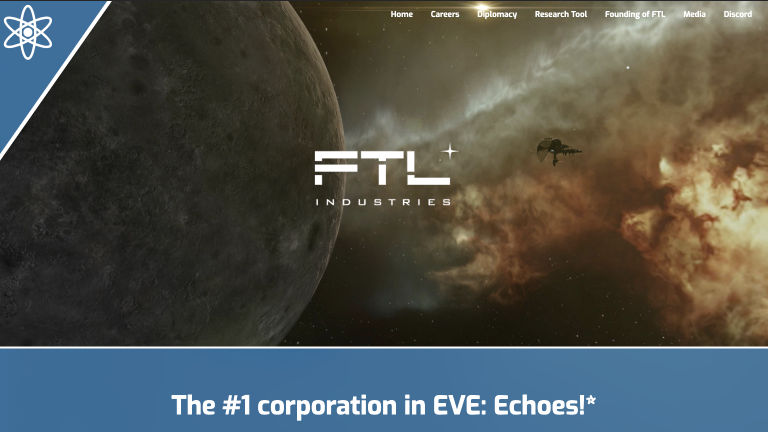 Home Careers Diplomacy Research Tool Founding of FTL Media Discord
FTL
INDUSTRIES
The #1 corporation in EVE: Echoes!*